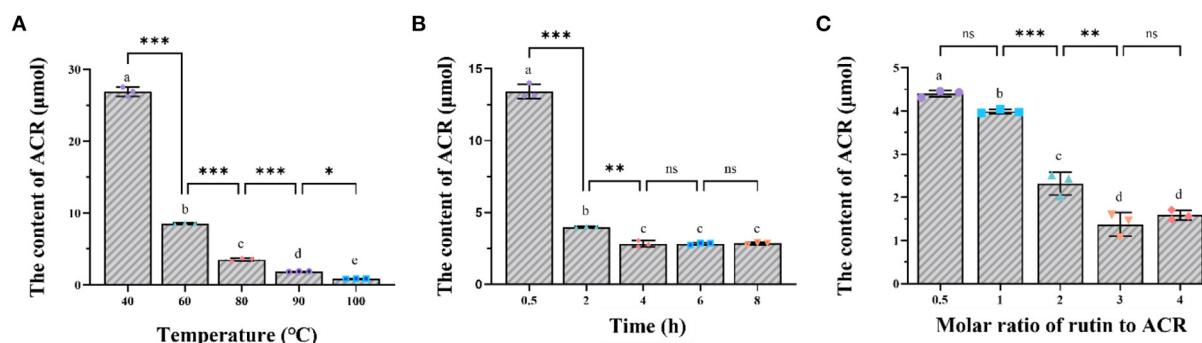 A
The content of ACR (μmol)
30
20
10
0
***
***
***
*
a
b
c
d
e
40 60 80 90 100
Temperature (℃)
B
The content of ACR (μmol)
15
10
5
0
***
**
ns
ns
a
b
c
c
c
0.5 2 4 6 8
Time (h)
C
The content of ACR (μmol)
5
4
3
2
1
0
ns
***
**
ns
a
b
c
d
d
0.5 1 2 3 4
Molar ratio of rutin to ACR